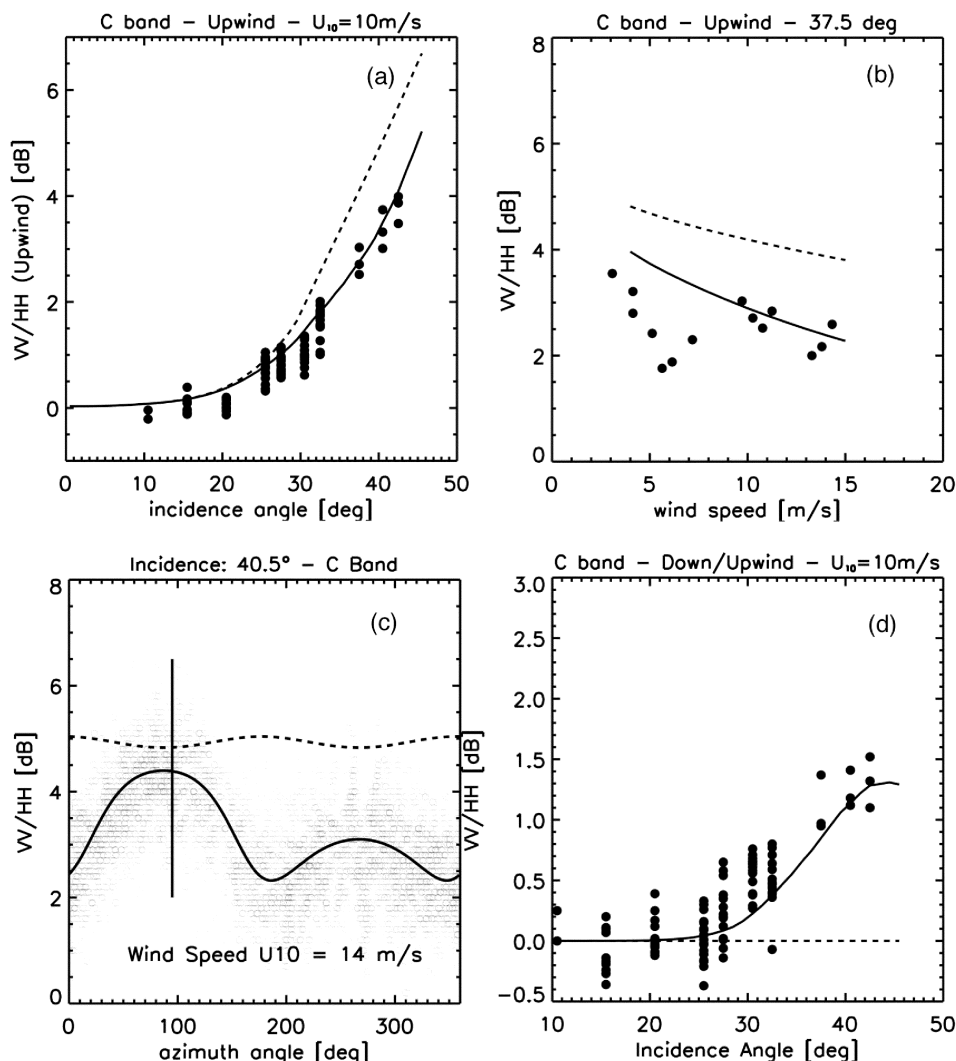 C band – Upwind – U₁₀=10m/s
(a)
VV/HH (Upwind) [dB]
6
4
2
0
0 10 20 30 40 50
incidence angle [deg]
C band – Upwind – 37.5 deg
(b)
VV/HH [dB]
8
6
4
2
0
0 5 10 15 20
wind speed [m/s]
Incidence: 40.5° – C Band
(c)
VV/HH [dB]
8
6
4
2
0
Wind Speed U10 = 14 m/s
0 100 200 300
azimuth angle [deg]
C band – Down/Upwind – U₁₀=10m/s
(d)
VV/HH [dB]
3.0
2.5
2.0
1.5
1.0
0.5
0.0
−0.5
10 20 30 40 50
Incidence Angle [deg]